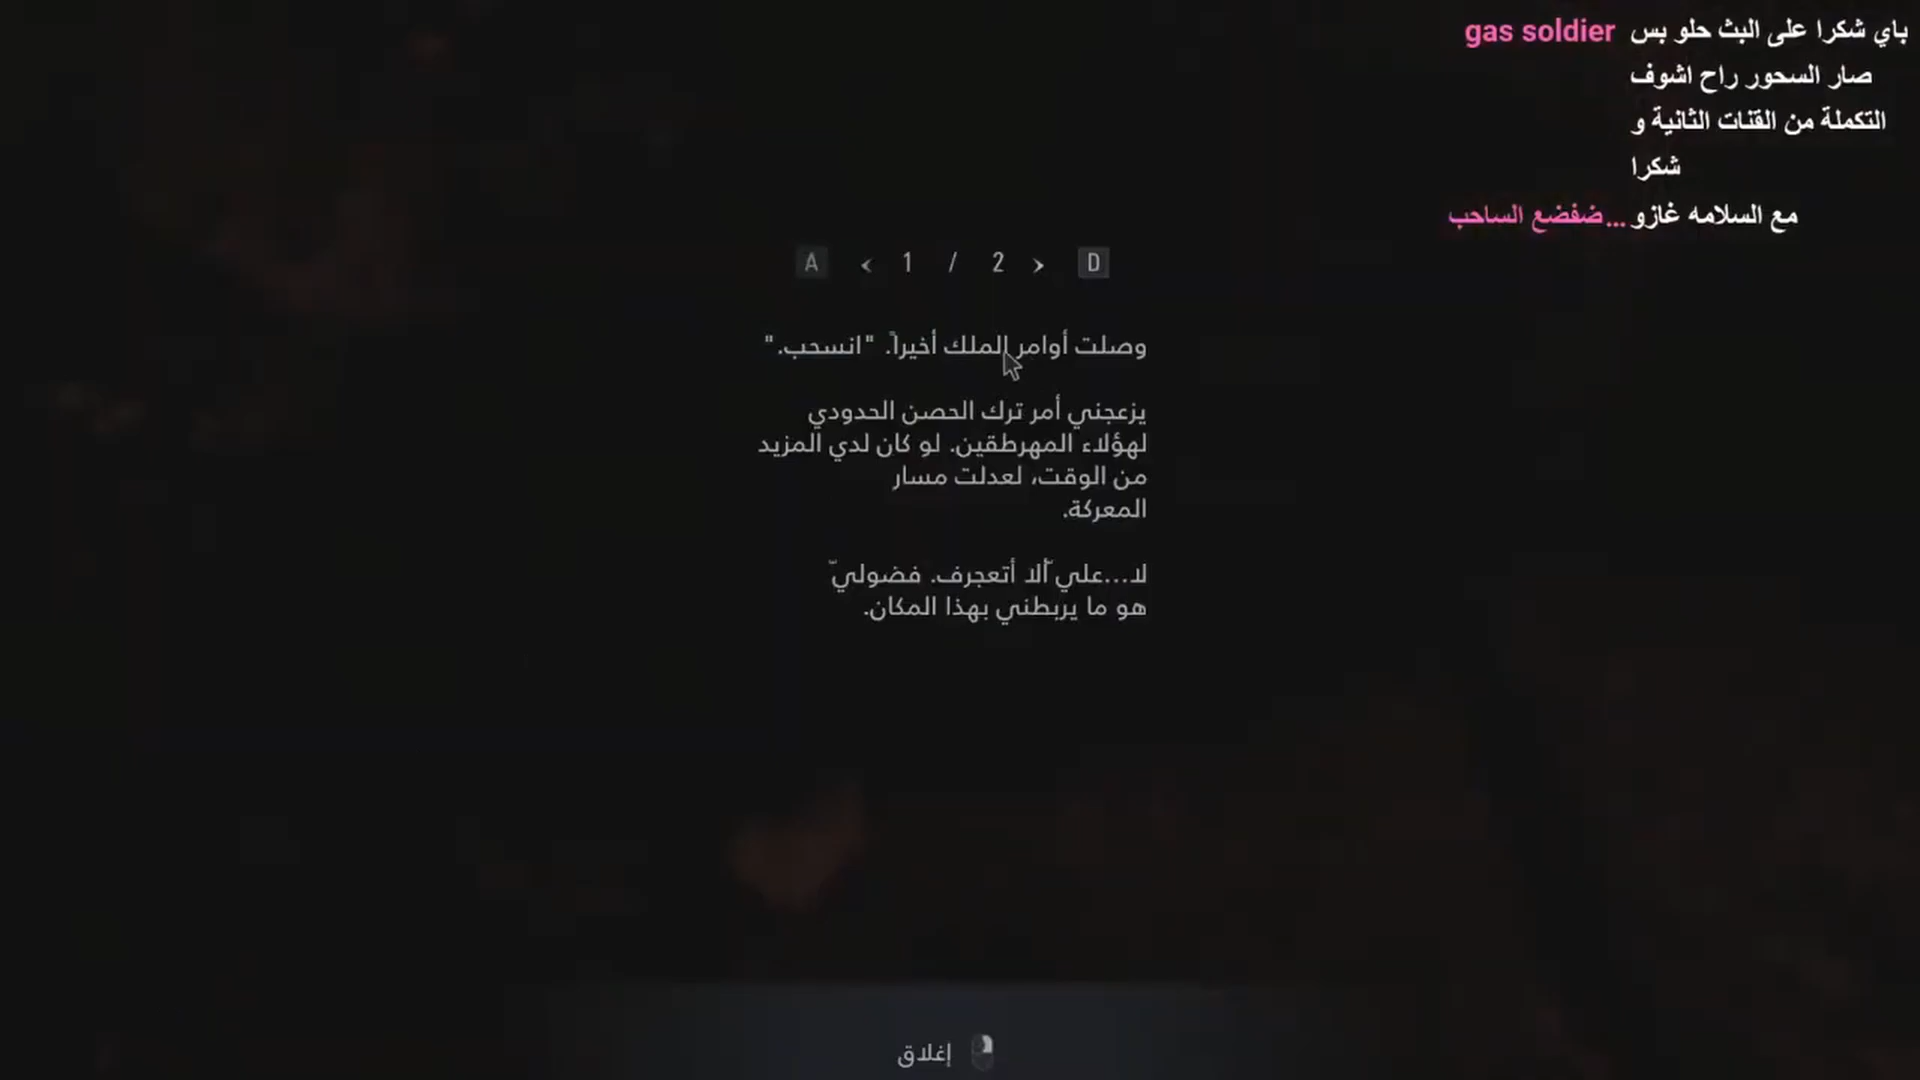 gas soldier باي شكرا على البث حلو بس
صار السحور راح اشوف
التكملة من القنات الثانية و
شكرا
ضفضع الساحب... مع السلامه غازو
A < 1 / 2 > D
وصلت أوامر الملك أخيراً. "انسحب."
يزعجني أمر ترك الحصن الحدودي
لهؤلاء المهرطقين. لو كان لدي المزيد
من الوقت، لعدلت مسار
المعركة.
لا...علي ّألا أتعجرف. فضولي ّ
هو ما يربطني بهذا المكان.
إغلاق